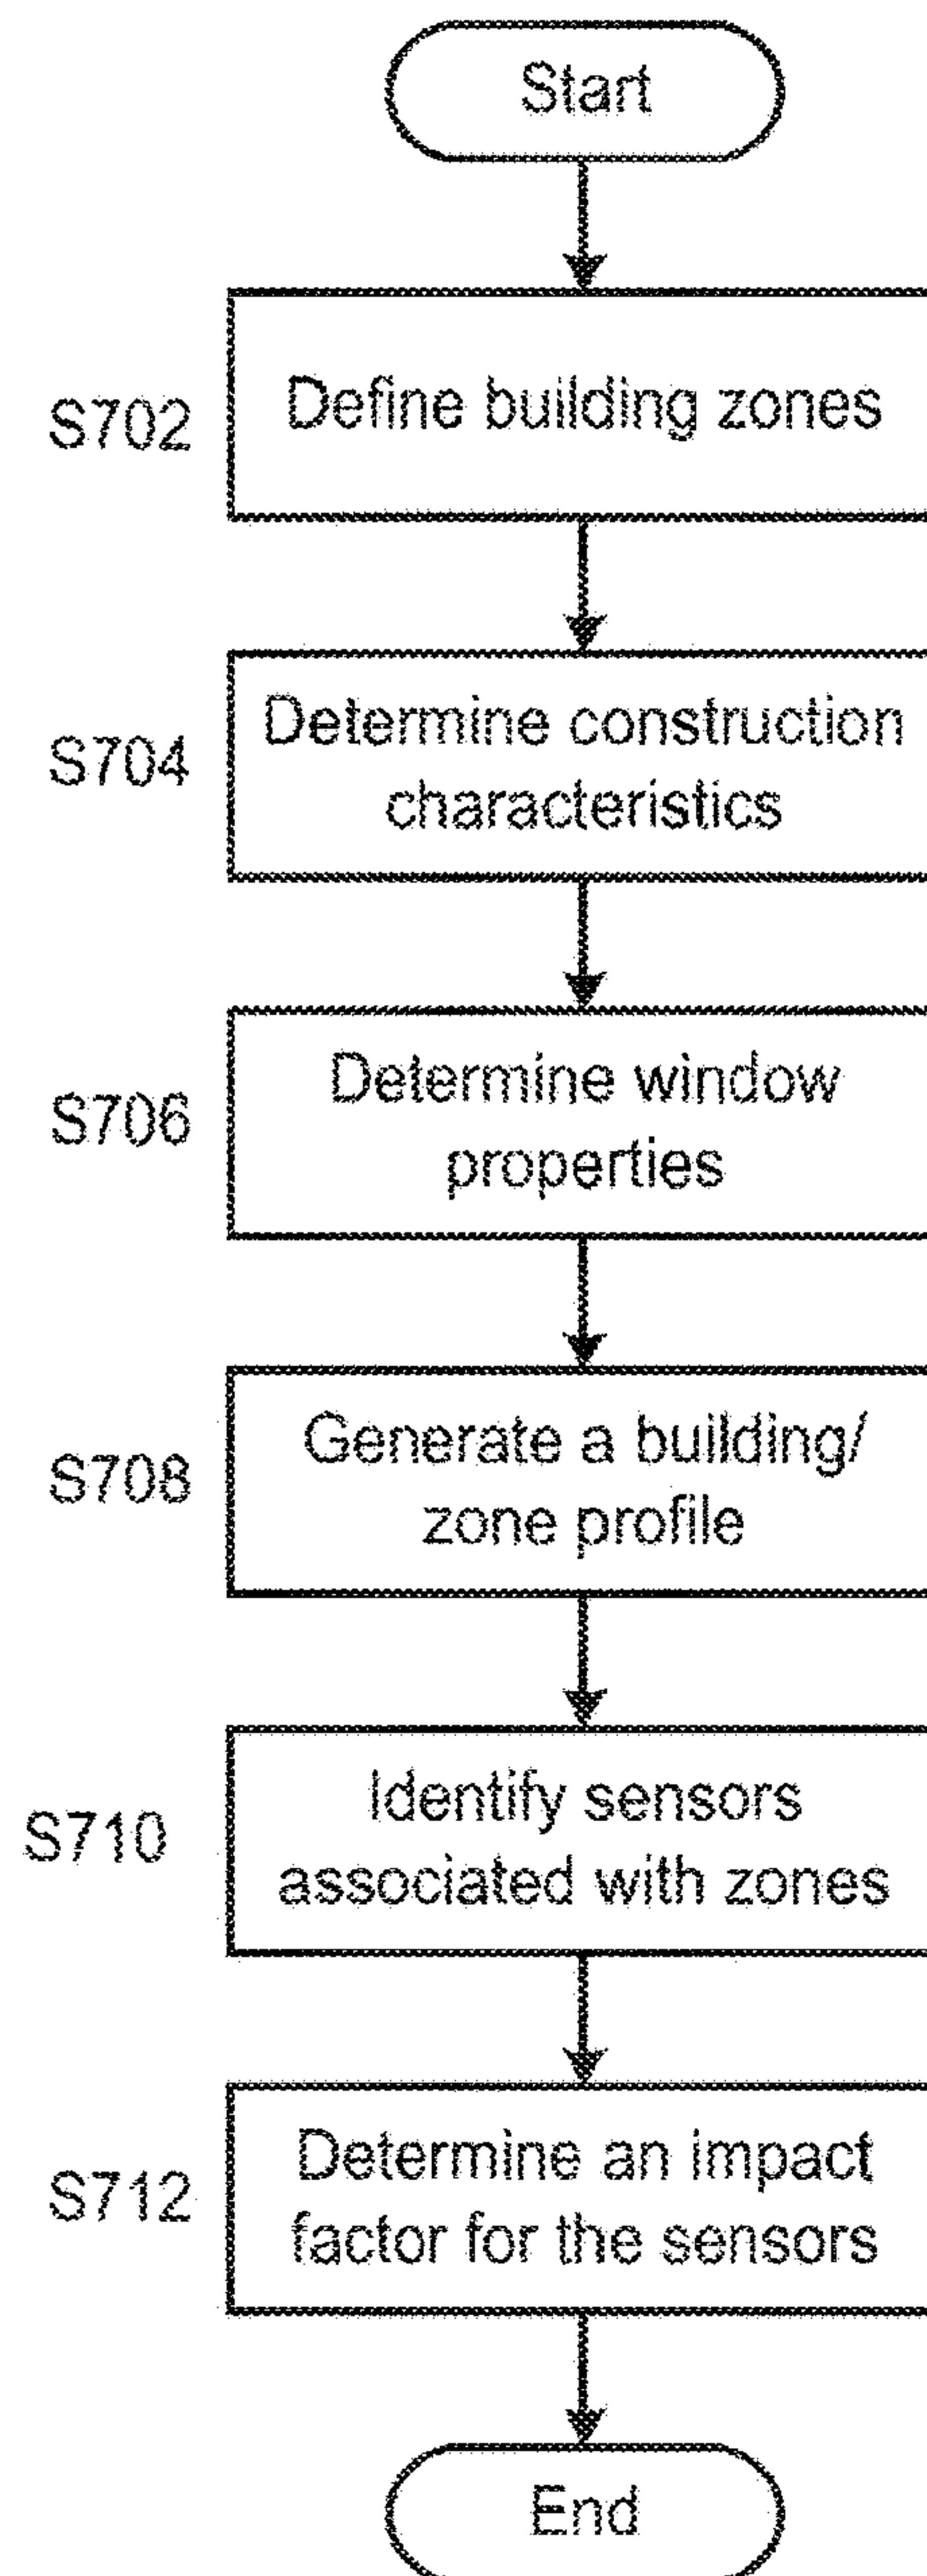 Start
S702
Define building zones
S704
Determine construction
characteristics
S706
Determine window
properties
S708
Generate a building/
zone profile
S710
Identify sensors
associated with zones
S712
Determine an impact
factor for the sensors
End